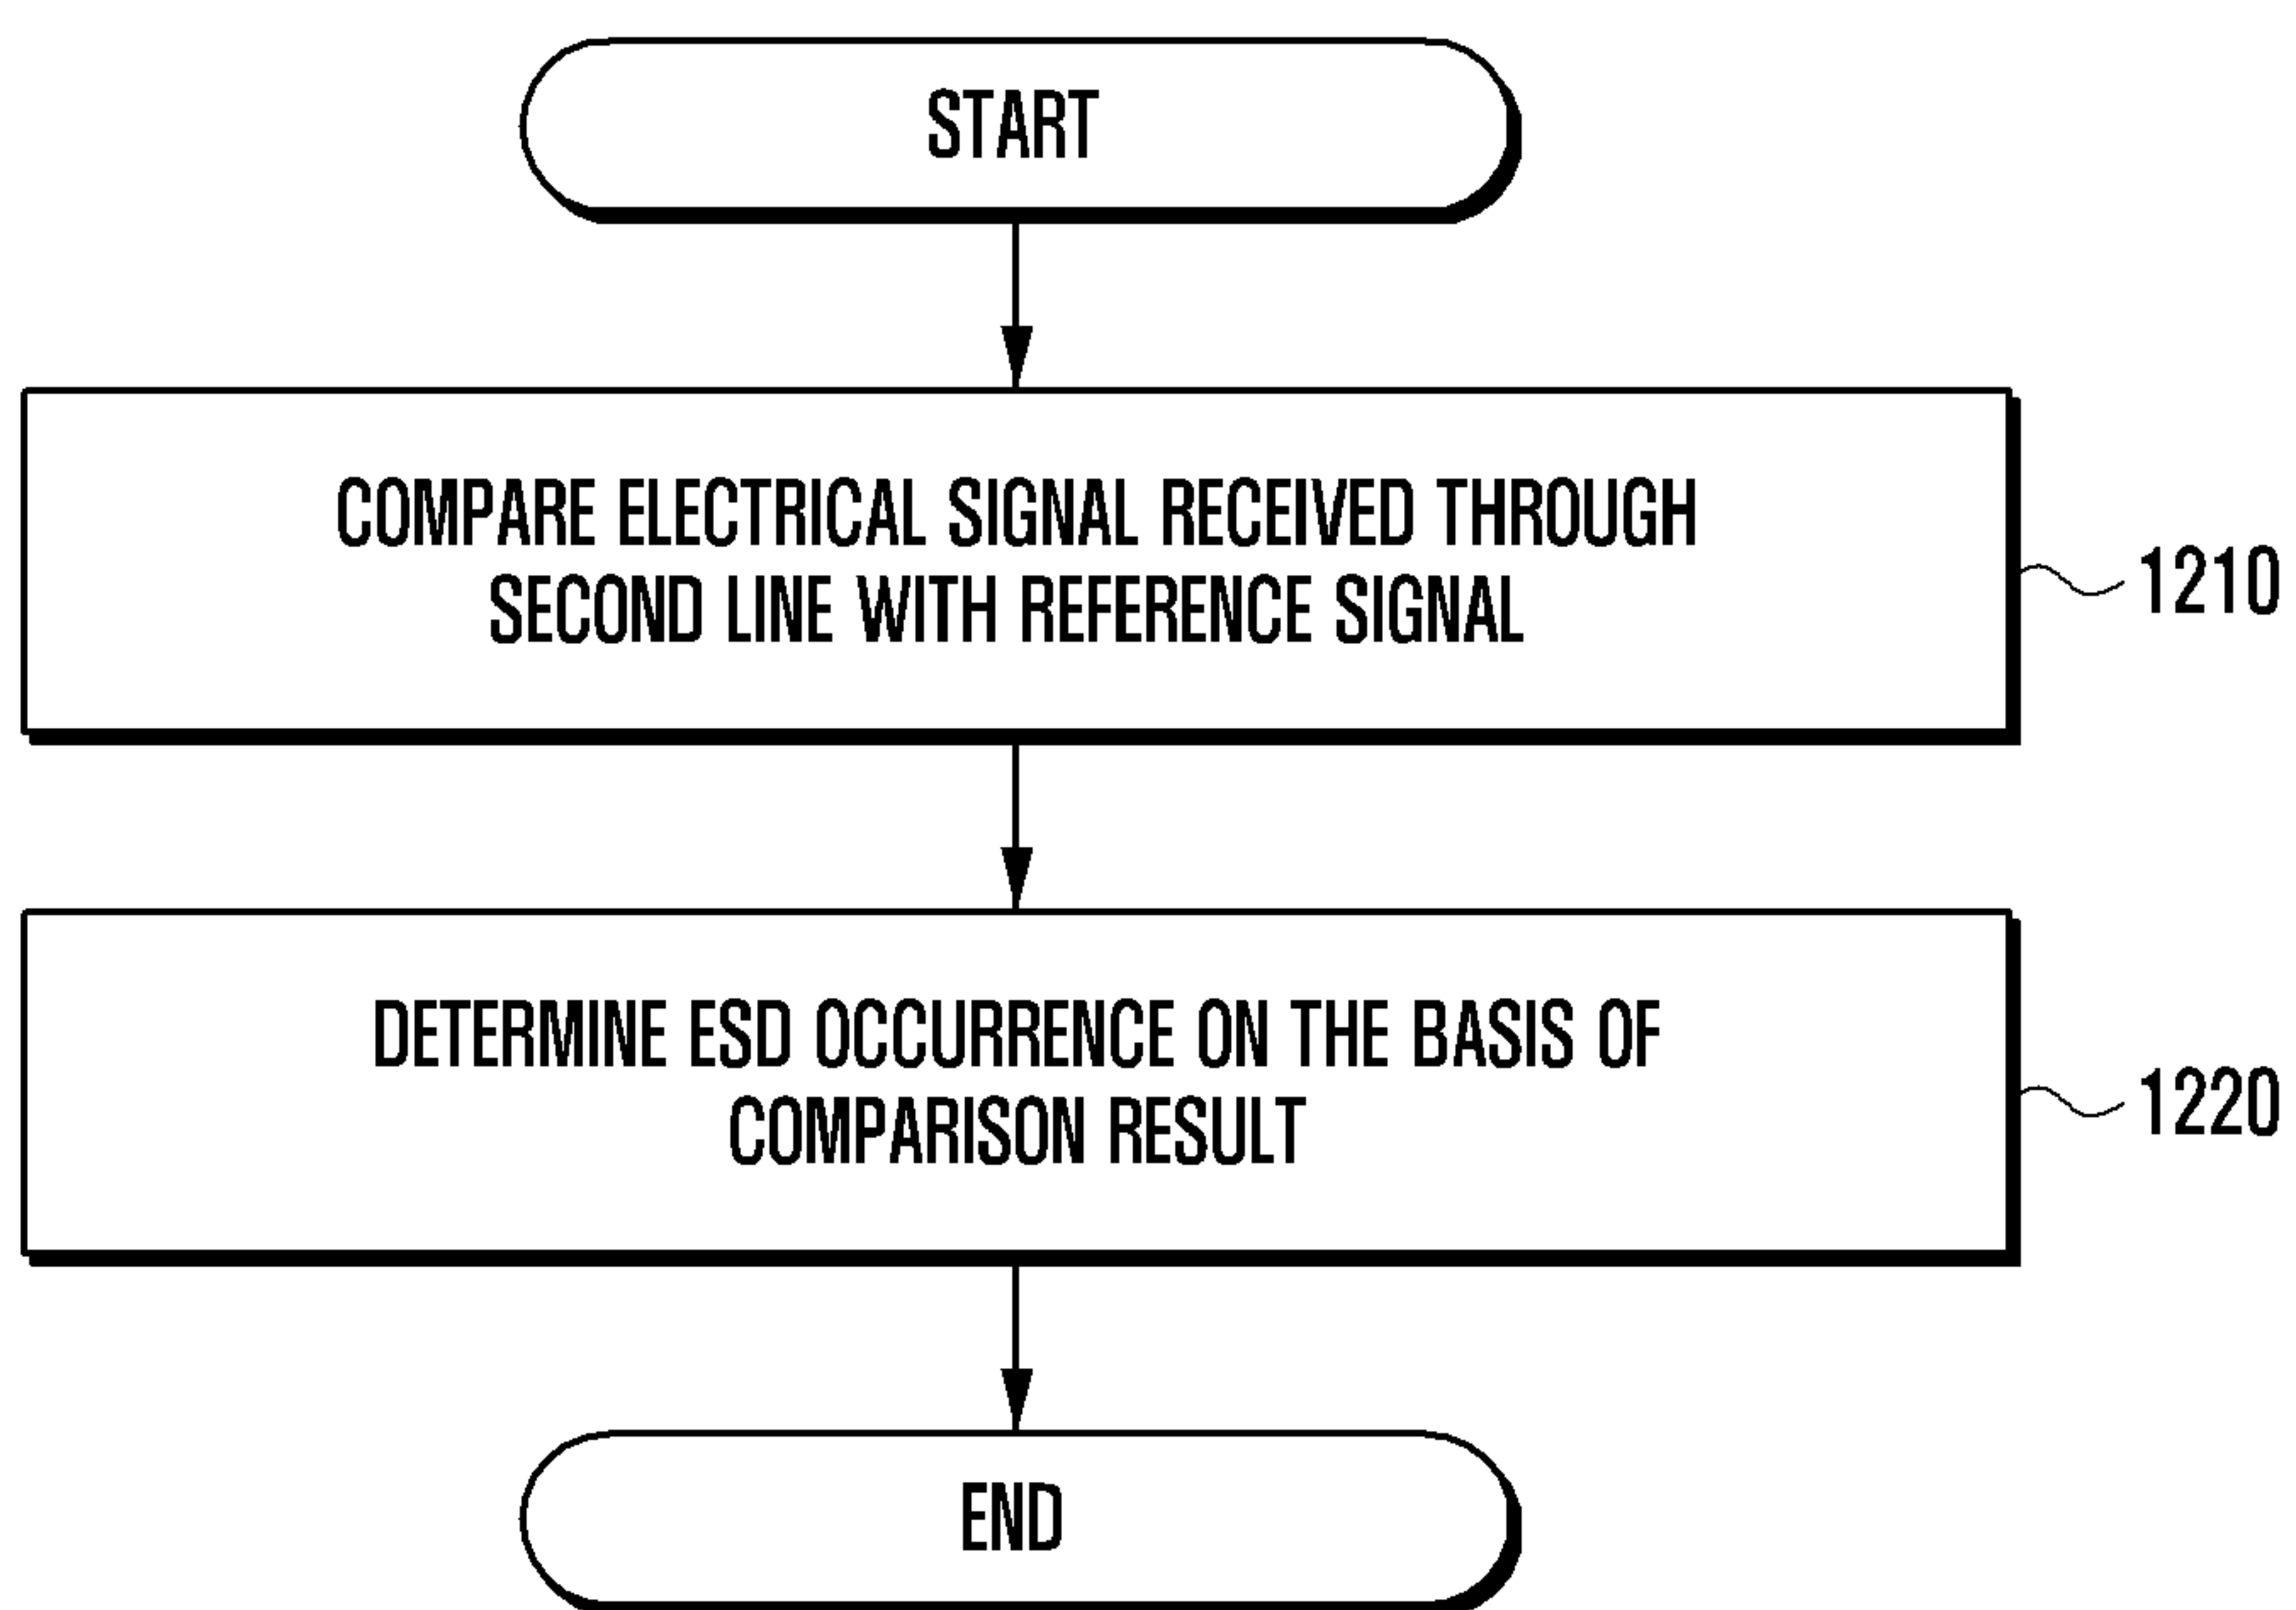 START
COMPARE ELECTRICAL SIGNAL RECEIVED THROUGH
SECOND LINE WITH REFERENCE SIGNAL
1210
DETERMINE ESD OCCURRENCE ON THE BASIS OF
COMPARISON RESULT
1220
END